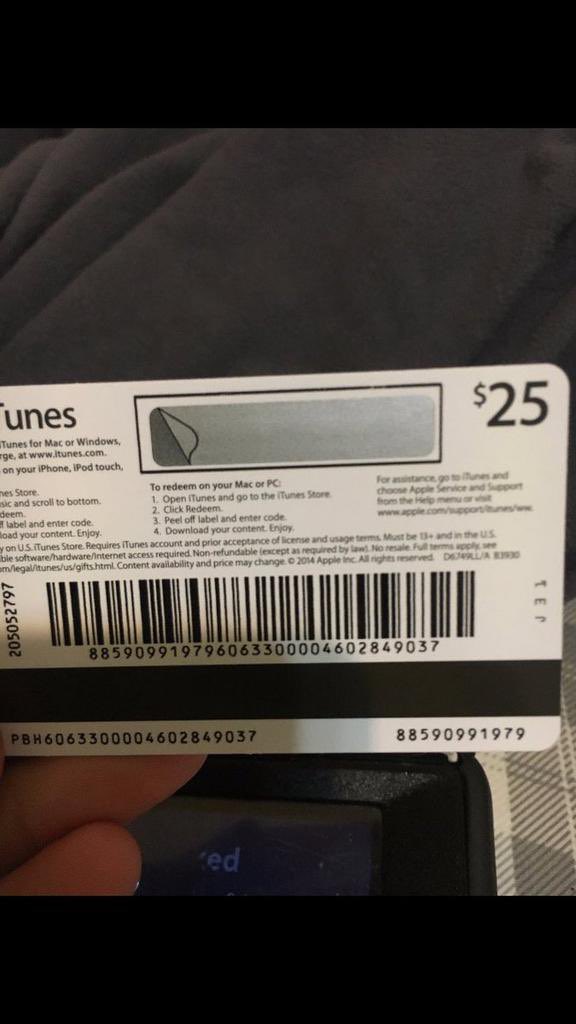 Tunes
$25
Tunes for Mac or Windows,
rge, at www.itunes.com.
on your iPhone, iPod touch,
nes Store.
sic and scroll to bottom.
deem.
label and enter code.
load your content. Enjoy.
To redeem on your Mac or PC:
1. Open iTunes and go to the iTunes Store.
2. Click Redeem.
3. Peel off label and enter code.
4. Download your content. Enjoy.
For assistance, go to iTunes and
choose Apple Service and Support
from the Help menu or visit
www.apple.com/support/itunes/ww.
y on U.S. iTunes Store. Requires iTunes account and prior acceptance of license and usage terms. Must be 13+ and in the U.S.
ble software/hardware/Internet access required. Non-refundable (except as required by law). No resale. Full terms apply, see
m/legal/itunes/us/gifts.html. Content availability and price may change. © 2014 Apple Inc. All rights reserved. D6749LL/A B3930
205052797
885909919796063300004602849037
PBH6063300004602849037
88590991979
ed